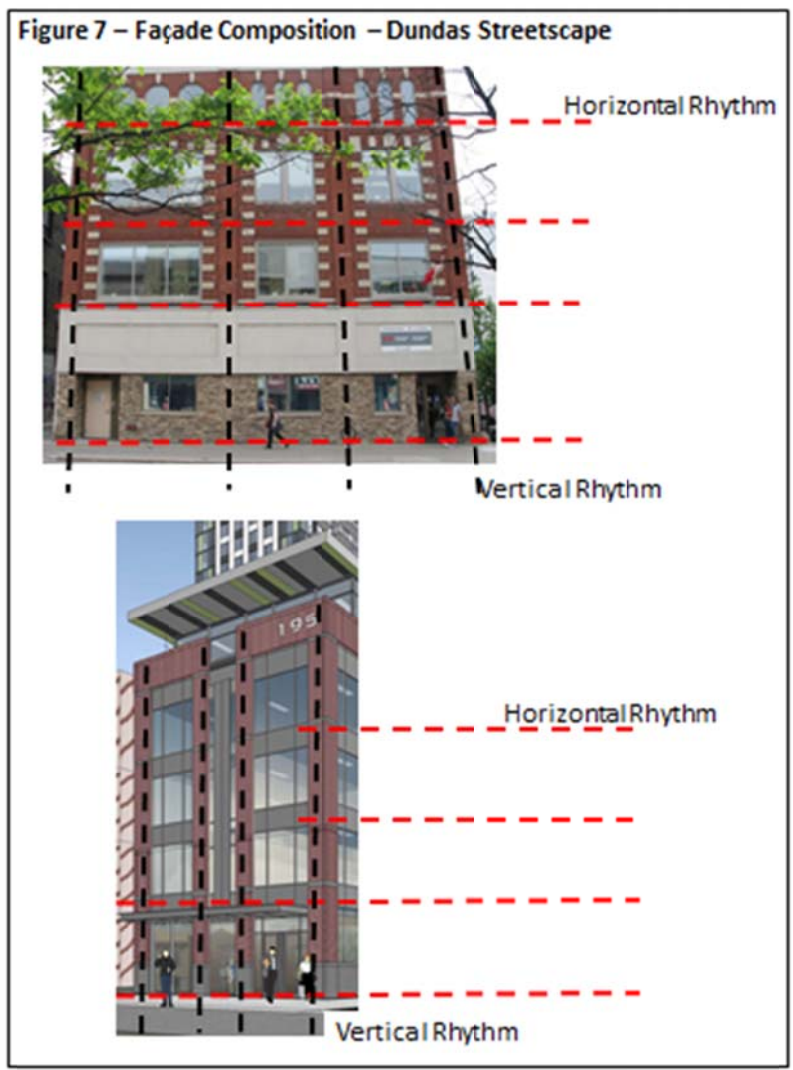 Figure 7 – Façade Composition – Dundas Streetscape
Horizontal Rhythm
Vertical Rhythm
195
Horizontal Rhythm
Vertical Rhythm